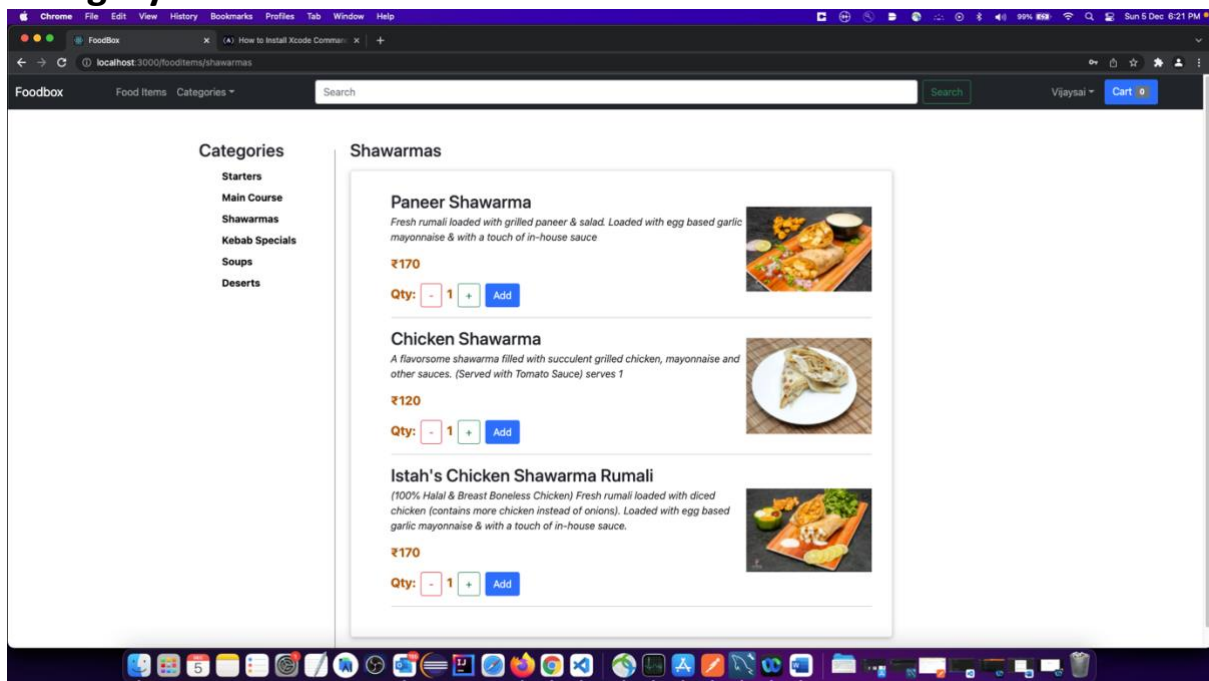 Chrome File Edit View History Bookmarks Profiles Tab Window Help 99% Sun 5 Dec 6:21 PM
FoodBox How to Install Xcode Comman
localhost:3000/fooditems/shawarmas
Foodbox Food Items Categories Search Search Vijaysai Cart 0
Categories
Starters
Main Course
Shawarmas
Kebab Specials
Soups
Deserts
Shawarmas
Paneer Shawarma
Fresh rumali loaded with grilled paneer & salad. Loaded with egg based garlic
mayonnaise & with a touch of in-house sauce
₹170
Qty: - 1 + Add
Chicken Shawarma
A flavorsome shawarma filled with succulent grilled chicken, mayonnaise and
other sauces. (Served with Tomato Sauce) serves 1
₹120
Qty: - 1 + Add
Istah's Chicken Shawarma Rumali
(100% Halal & Breast Boneless Chicken) Fresh rumali loaded with diced
chicken (contains more chicken instead of onions). Loaded with egg based
garlic mayonnaise & with a touch of in-house sauce.
₹170
Qty: - 1 + Add
DEC
5